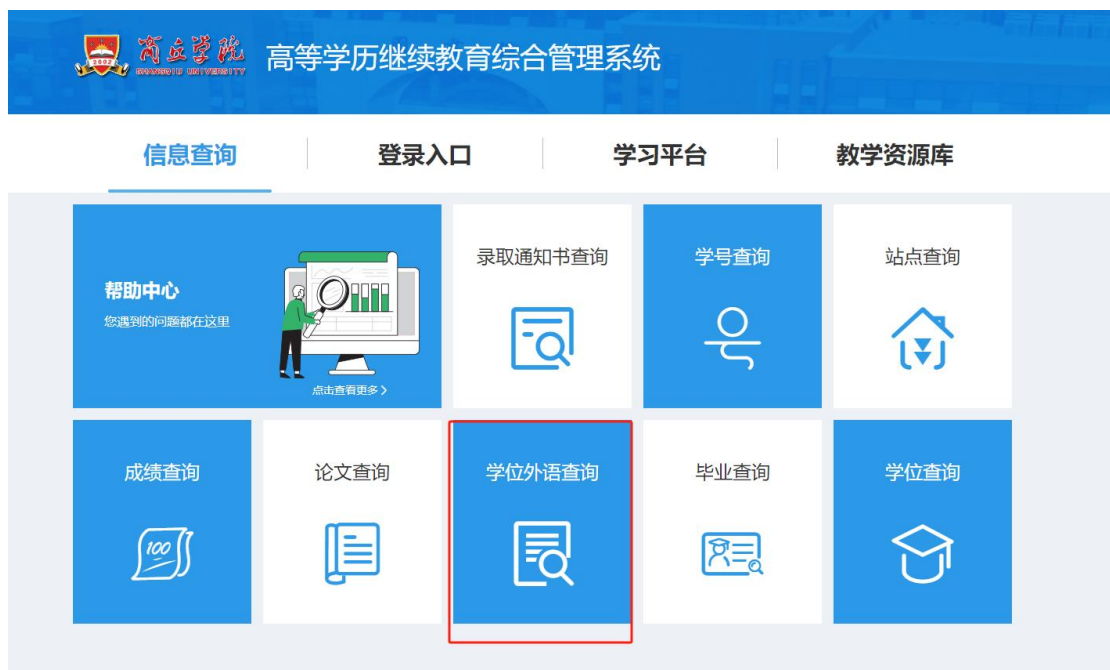 2002
商丘学院
SHANGQIU UNIVERSITY
高等学历继续教育综合管理系统
信息查询
登录入口
学习平台
教学资源库
帮助中心
您遇到的问题都在这里
点击查看更多>
录取通知书查询
学号查询
站点查询
成绩查询
100
论文查询
学位外语查询
毕业查询
学位查询